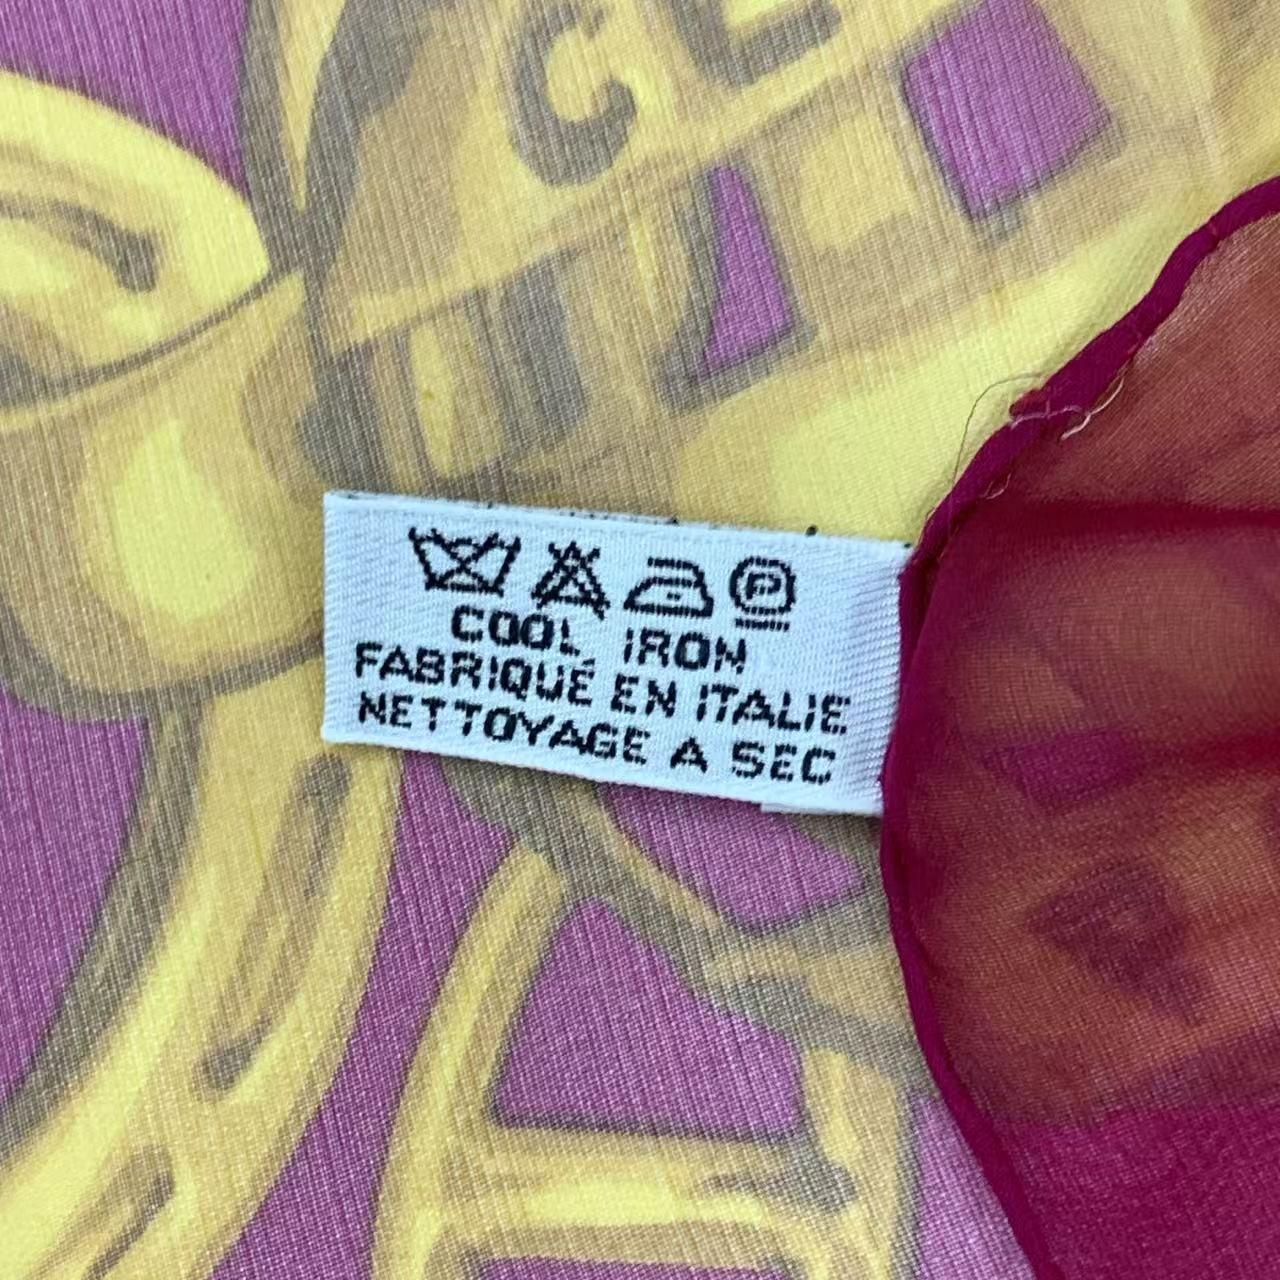 P
COOL IRON
FABRIQUÉ EN ITALIE
NETTOYAGE A SEC